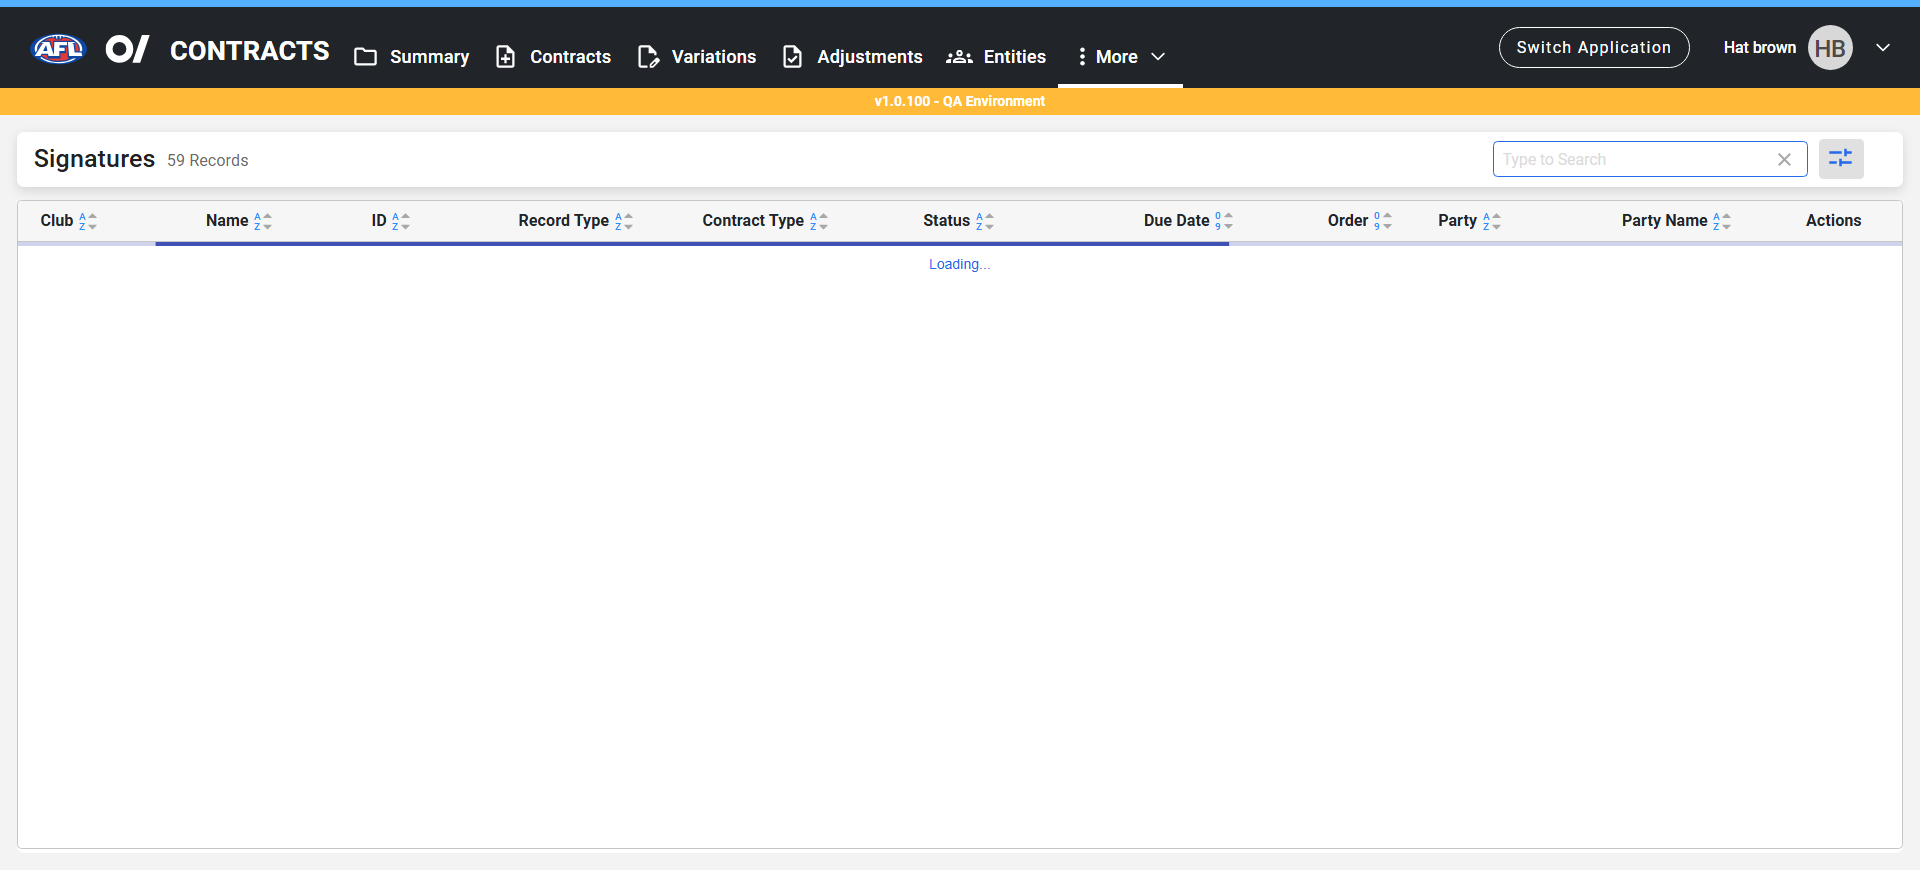 AFL O/ CONTRACTS Summary Contracts Variations Adjustments Entities More Switch Application Hat brown HB
v1.0.100 - QA Environment
Signatures 59 Records Type to Search
Club Name ID Record Type Contract Type Status Due Date Order Party Party Name Actions
Loading...